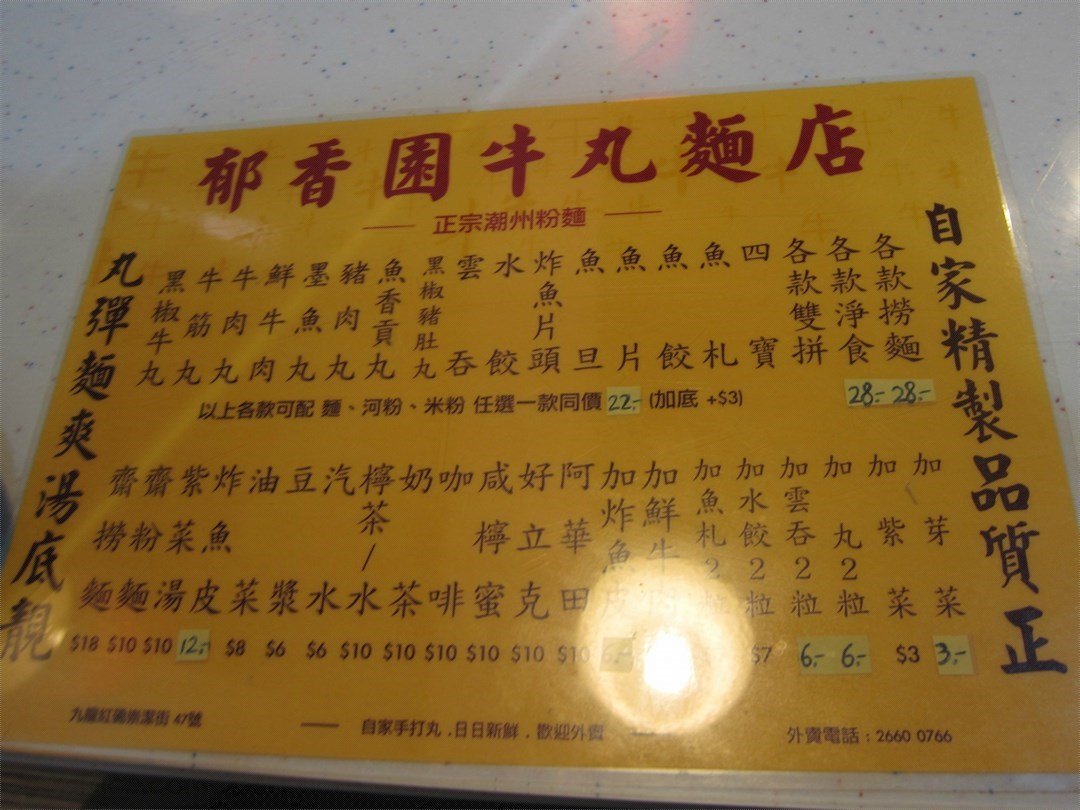 郁香園牛丸麵店
正宗潮州粉麵
丸彈麵爽湯底靚
自家精製品質正
黑椒牛丸
牛筋丸
牛肉丸
鮮牛肉
墨魚丸
豬肉丸
魚香貢丸
黑椒豬肚丸
雲吞
水餃
炸魚片頭
魚旦
魚片
魚餃
魚札
四寶
各款雙拼
各款淨食 28.-
各款撈麵 28.-
以上各款可配 麵、河粉、米粉 任選一款同價 22.- (加底 +$3)
齋撈麵 $18
齋粉麵 $10
紫菜湯 $10
炸魚皮 12.-
油菜 $8
豆漿 $6
汽水 $6
檸茶/水 $10
奶茶 $10
咖啡 $10
咸檸蜜 $10
好立克 $10
阿華田 $10
加炸魚皮
加鮮牛肉
加魚札2粒
加水餃2粒 $7
加雲吞2粒 6.-
加丸2粒 6.-
加紫菜 $3
加芽菜 3.-
九龍紅磡崇潔街 47號
自家手打丸 , 日日新鮮 , 歡迎外賣
外賣電話 : 2660 0766